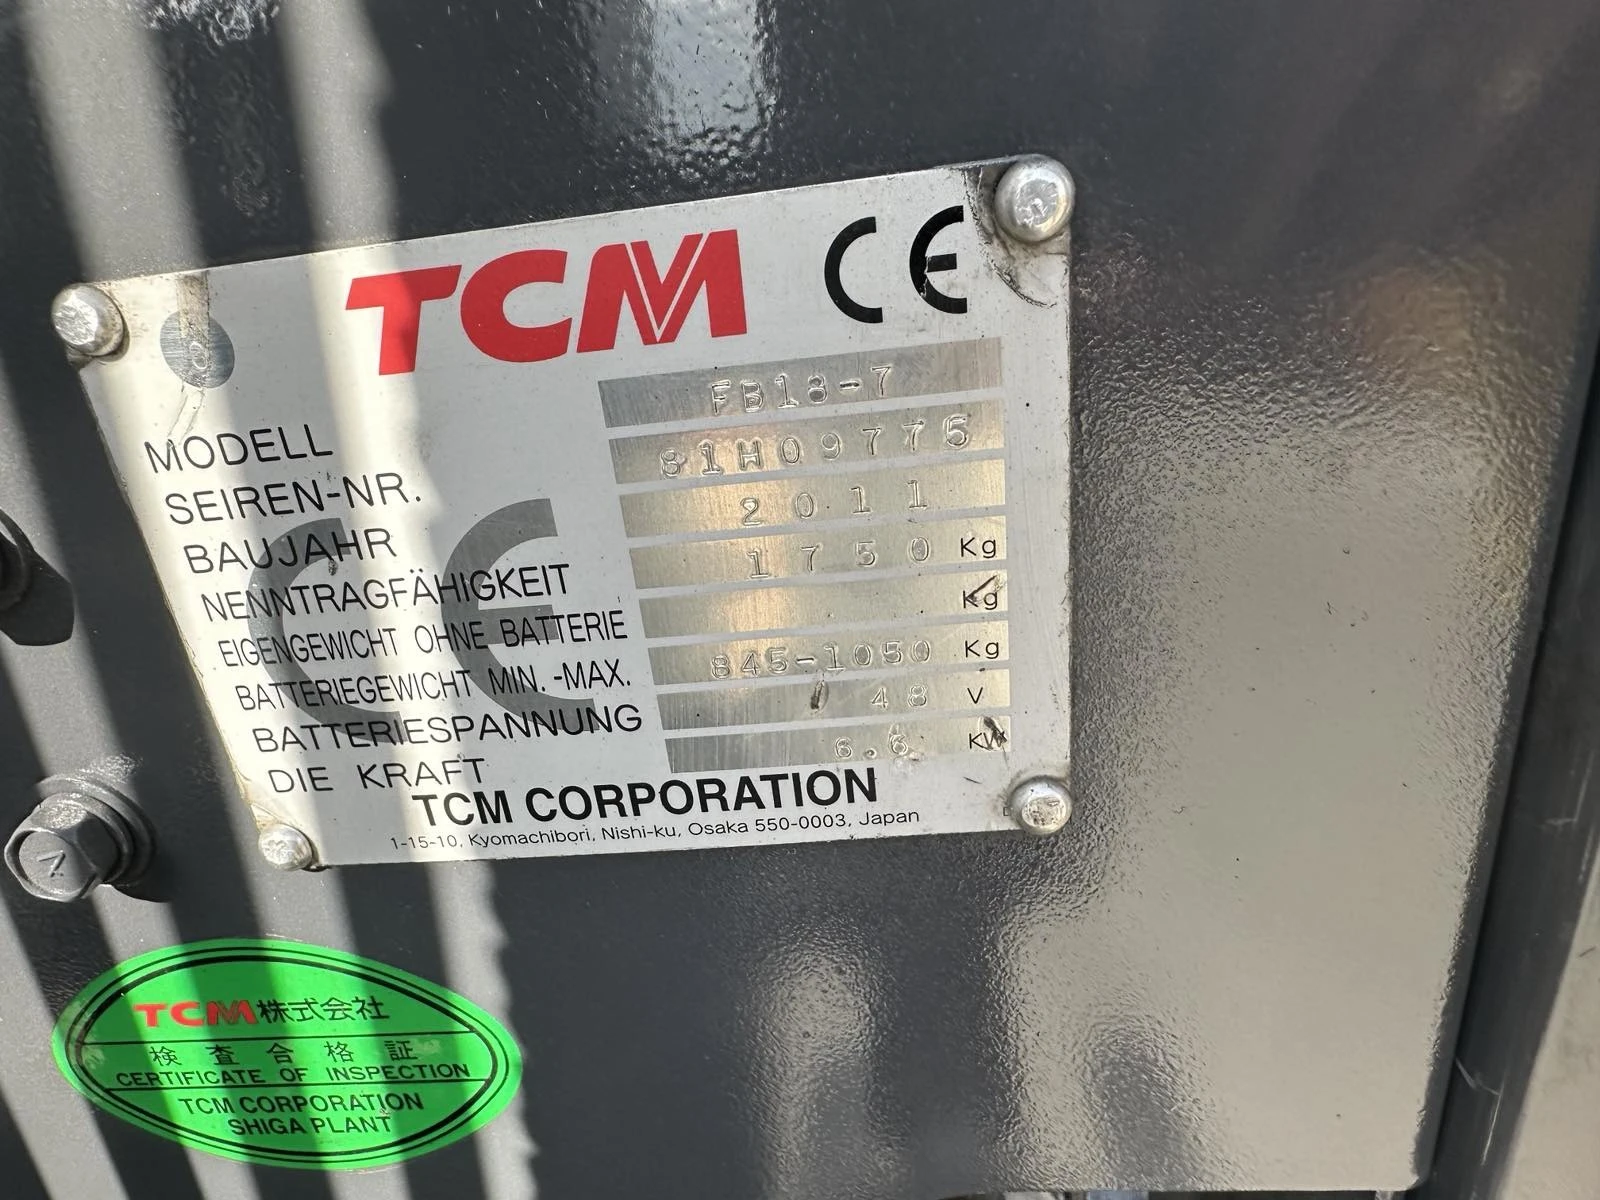 TCM CE
MODELL FB18-7
SEIREN-NR. 81H09775
BAUJAHR 2011
NENNTRAGFÄHIGKEIT 1750 Kg
EIGENGEWICHT OHNE BATTERIE Kg
BATTERIEGEWICHT MIN.-MAX. 845-1050 Kg
BATTERIESPANNUNG 48 V
DIE KRAFT 6.6 KW
TCM CORPORATION
1-15-10, Kyomachibori, Nishi-ku, Osaka 550-0003, Japan
TCM株式会社
検査合格証
CERTIFICATE OF INSPECTION
TCM CORPORATION
SHIGA PLANT